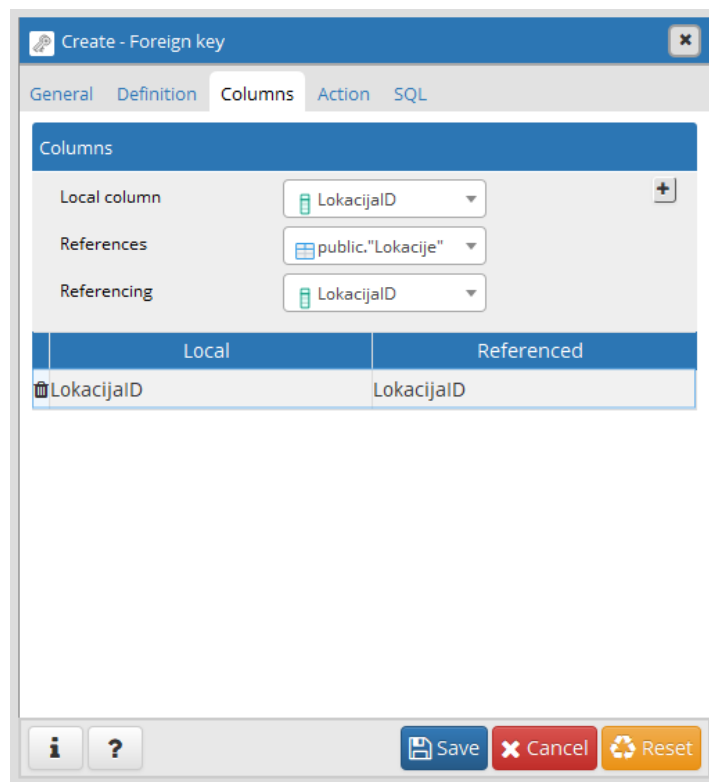 Create - Foreign key
General Definition Columns Action SQL
Columns
Local column LokacijaID
References public."Lokacije"
Referencing LokacijaID
Local Referenced
LokacijaID LokacijaID
i ? Save Cancel Reset